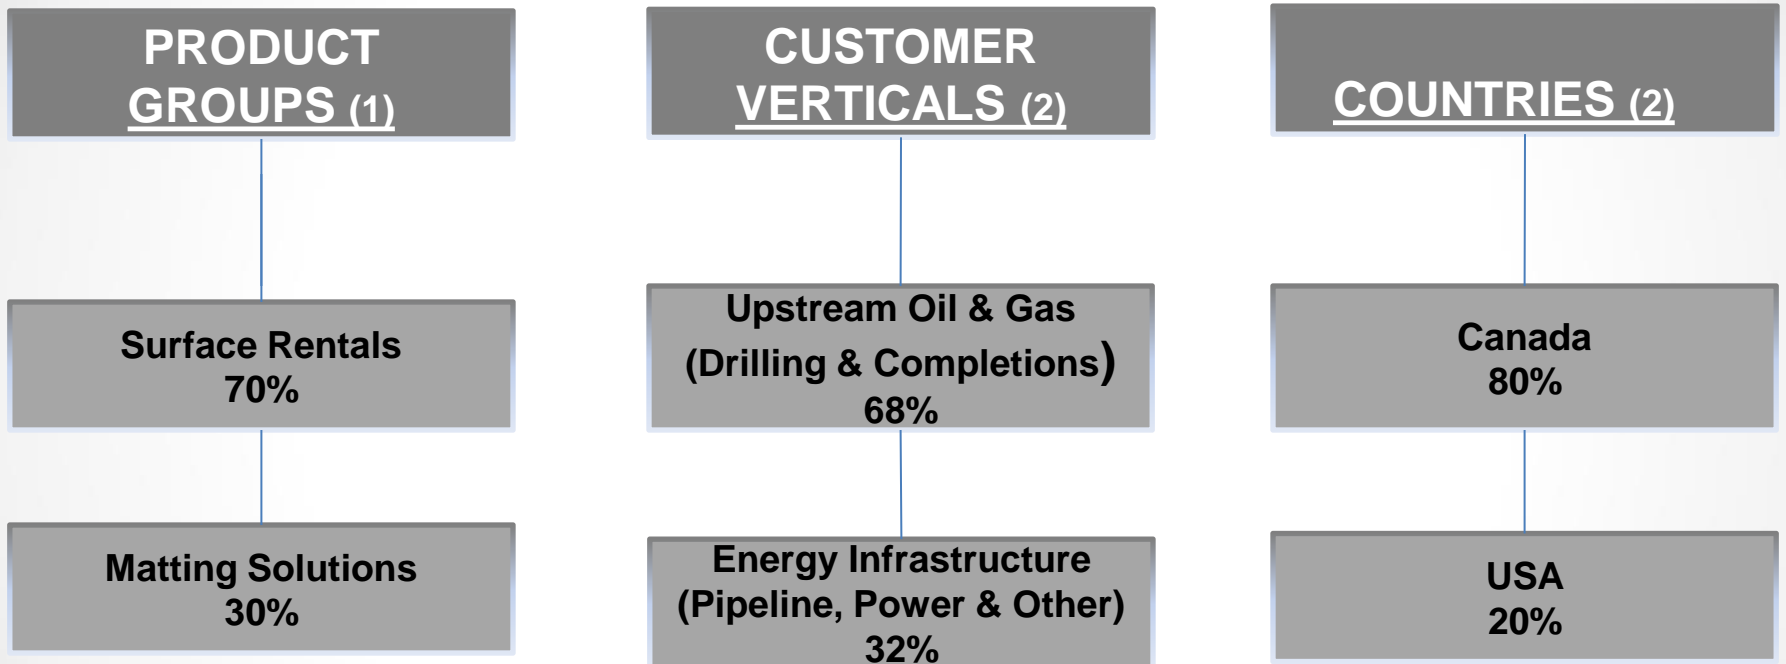 PRODUCT
GROUPS (1)
Surface Rentals
70%
Matting Solutions
30%
CUSTOMER
VERTICALS (2)
Upstream Oil & Gas
(Drilling & Completions)
68%
Energy Infrastructure
(Pipeline, Power & Other)
32%
COUNTRIES (2)
Canada
80%
USA
20%